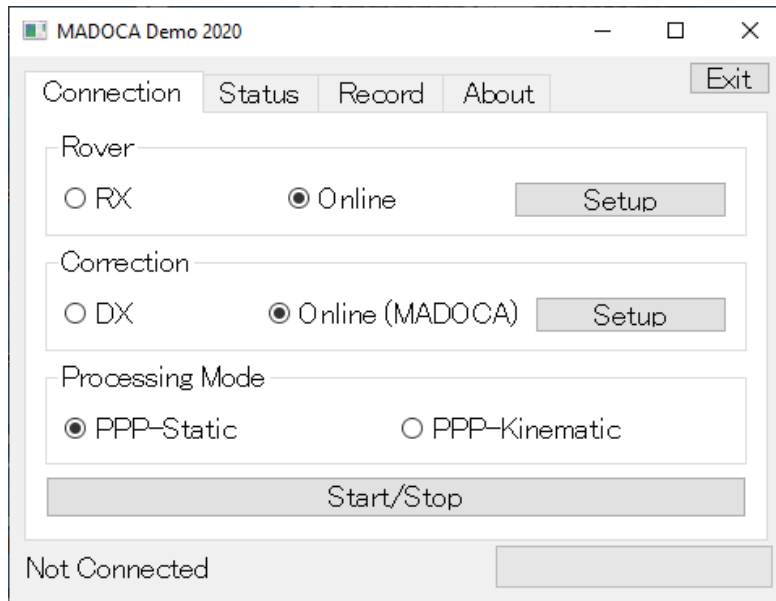 MADOCA Demo 2020
Exit
Connection Status Record About
Rover
RX Online Setup
Correction
DX Online (MADOCA) Setup
Processing Mode
PPP-Static PPP-Kinematic
Start/Stop
Not Connected